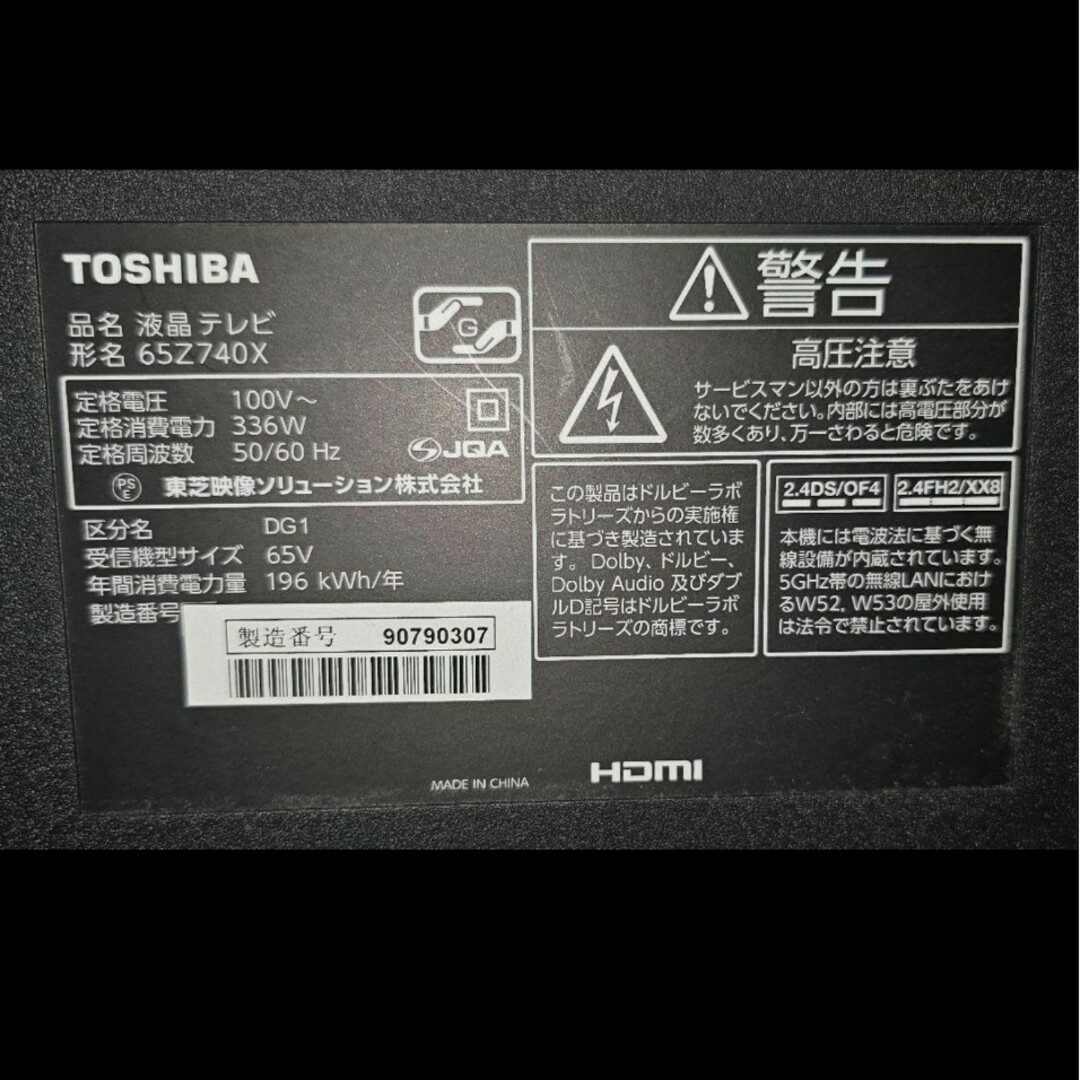 TOSHIBA
品名 液晶テレビ
形名 65Z740X
G
定格電圧 100V～
定格消費電力 336W
定格周波数 50/60 Hz
JQA
PS
E
東芝映像ソリューション株式会社
区分名 DG1
受信機型サイズ 65V
年間消費電力量 196 kWh/年
製造番号
製造番号 90790307
MADE IN CHINA
警告
高圧注意
サービスマン以外の方は裏ぶたをあけ
ないでください。内部には高電圧部分が
数多くあり、万一さわると危険です。
この製品はドルビーラボ
ラトリーズからの実施権
に基づき製造されていま
す。Dolby、ドルビー、
Dolby Audio 及びダブ
ルD記号はドルビーラボ
ラトリーズの商標です。
2.4DS/OF4
2.4FH2/XX8
本機には電波法に基づく無
線設備が内蔵されています。
5GHz帯の無線LANにおけ
るW52, W53の屋外使用
は法令で禁止されています。
HDMI